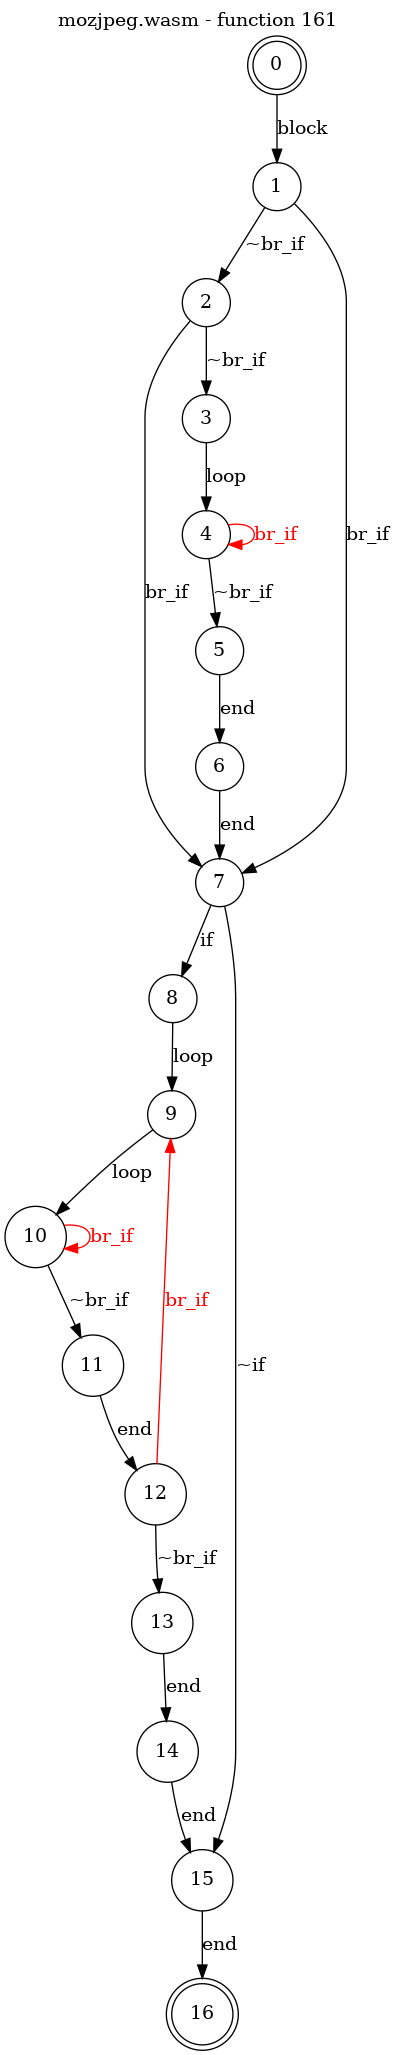 mozjpeg.wasm - function 161
0
block
1
~br_if
2
~br_if
3
loop
4
br_if
br_if
br_if
~br_if
5
end
6
end
7
if
8
loop
9
loop
10
br_if
br_if
~br_if
11
~if
end
12
~br_if
13
end
14
end
15
end
16